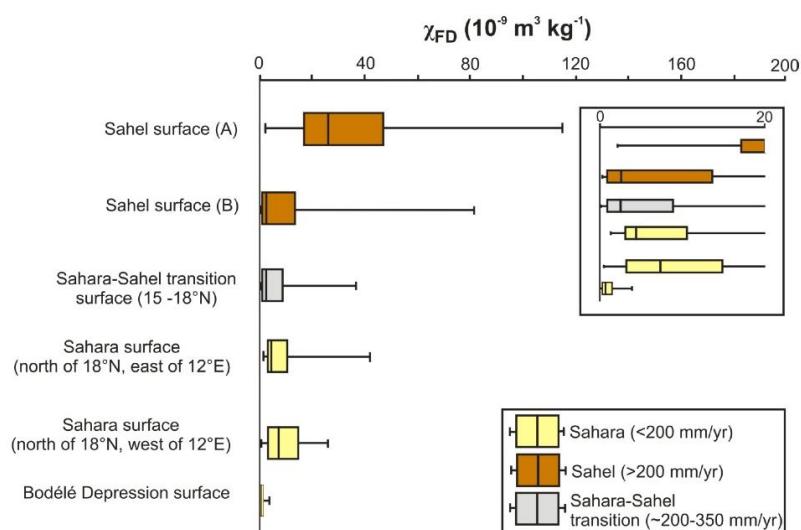 χFD (10⁻⁹ m³ kg⁻¹)
0 40 80 120 160 200
0 20
Sahel surface (A)
Sahel surface (B)
Sahara-Sahel transition
surface (15 -18°N)
Sahara surface
(north of 18°N, east of 12°E)
Sahara surface
(north of 18°N, west of 12°E)
Bodélé Depression surface
Sahara (<200 mm/yr)
Sahel (>200 mm/yr)
Sahara-Sahel
transition (~200-350 mm/yr)